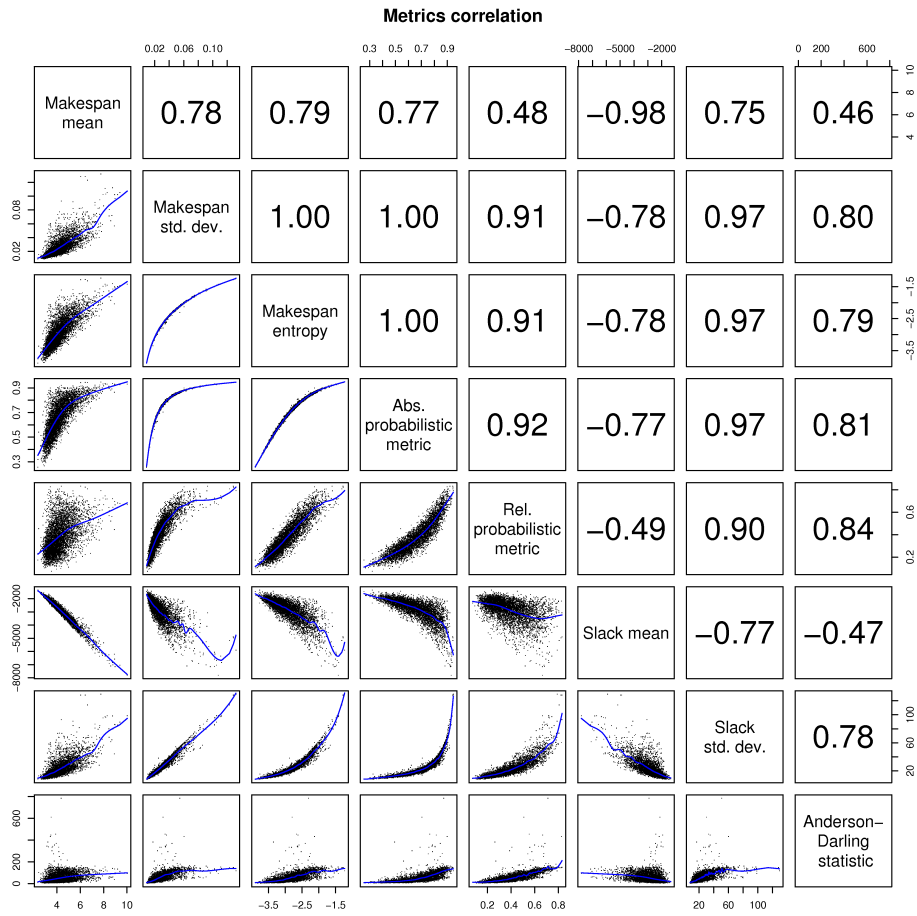 Metrics correlation
0.02 0.06 0.10
0.3 0.5 0.7 0.9
−8000 −5000 −2000
0 200 600
Makespan
mean
0.78
0.79
0.77
0.48
−0.98
0.75
0.46
4 6 8 10
0.02 0.08
Makespan
std. dev.
1.00
1.00
0.91
−0.78
0.97
0.80
Makespan
entropy
1.00
0.91
−0.78
0.97
0.79
−3.5 −2.5 −1.5
0.3 0.5 0.7 0.9
Abs.
probabilistic
metric
0.92
−0.77
0.97
0.81
Rel.
probabilistic
metric
−0.49
0.90
0.84
0.2 0.6
−8000 −5000 −2000
Slack mean
−0.77
−0.47
Slack
std. dev.
0.78
20 60 100
0 200 600
Anderson−
Darling
statistic
4 6 8 10
−3.5 −2.5 −1.5
0.2 0.4 0.6 0.8
20 60 100